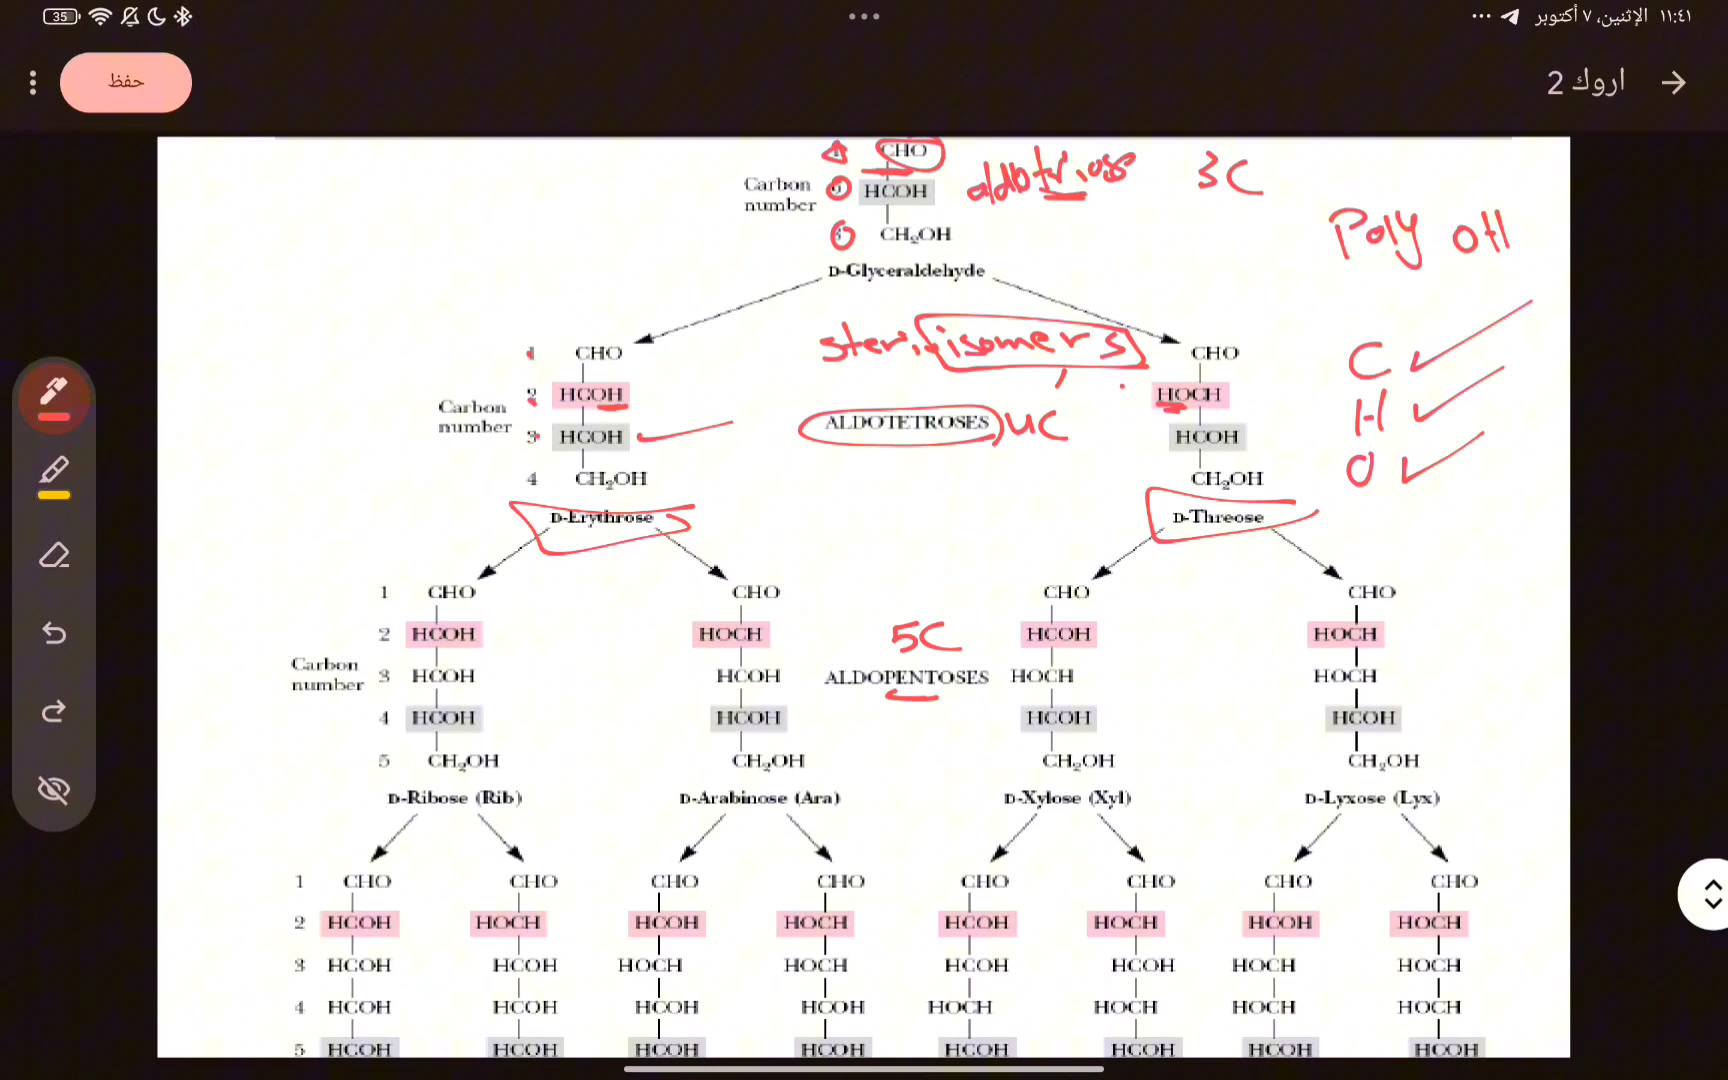 35
١١:٤١ الإثنين، ٧ أكتوبر
حفظ
اروك 2
CHO
Carbon number
HCOH
CH₂OH
D-Glyceraldehyde
aldotriose 3C
Poly OH
isomers
C
H
O
1 CHO CHO
2 HCOH HOCH
Carbon number
ALDOTETROSES 4C
3 HCOH HCOH
4 CH₂OH CH₂OH
D-Erythrose D-Threose
1 CHO CHO CHO CHO
2 HCOH HOCH 5C HCOH HOCH
Carbon number
3 HCOH HCOH ALDOPENTOSES HOCH HOCH
4 HCOH HCOH HCOH HCOH
5 CH₂OH CH₂OH CH₂OH CH₂OH
D-Ribose (Rib) D-Arabinose (Ara) D-Xylose (Xyl) D-Lyxose (Lyx)
1 CHO CHO CHO CHO CHO CHO CHO CHO
2 HCOH HOCH HCOH HOCH HCOH HOCH HCOH HOCH
3 HCOH HCOH HOCH HOCH HCOH HCOH HOCH HOCH
4 HCOH HCOH HCOH HCOH HOCH HOCH HOCH HOCH
5 HCOH HCOH HCOH HCOH HCOH HCOH HCOH HCOH